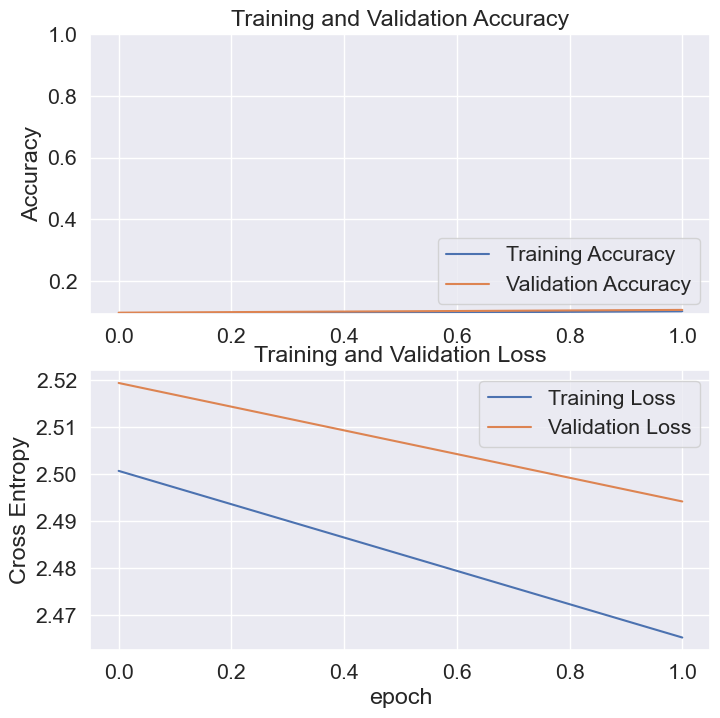 Training and Validation Accuracy
1.0
0.8
0.6
0.4
0.2
Accuracy
Training Accuracy
Validation Accuracy
0.0 0.2 0.4 0.6 0.8 1.0
Training and Validation Loss
2.52
2.51
2.50
2.49
2.48
2.47
Cross Entropy
Training Loss
Validation Loss
0.0 0.2 0.4 0.6 0.8 1.0
epoch